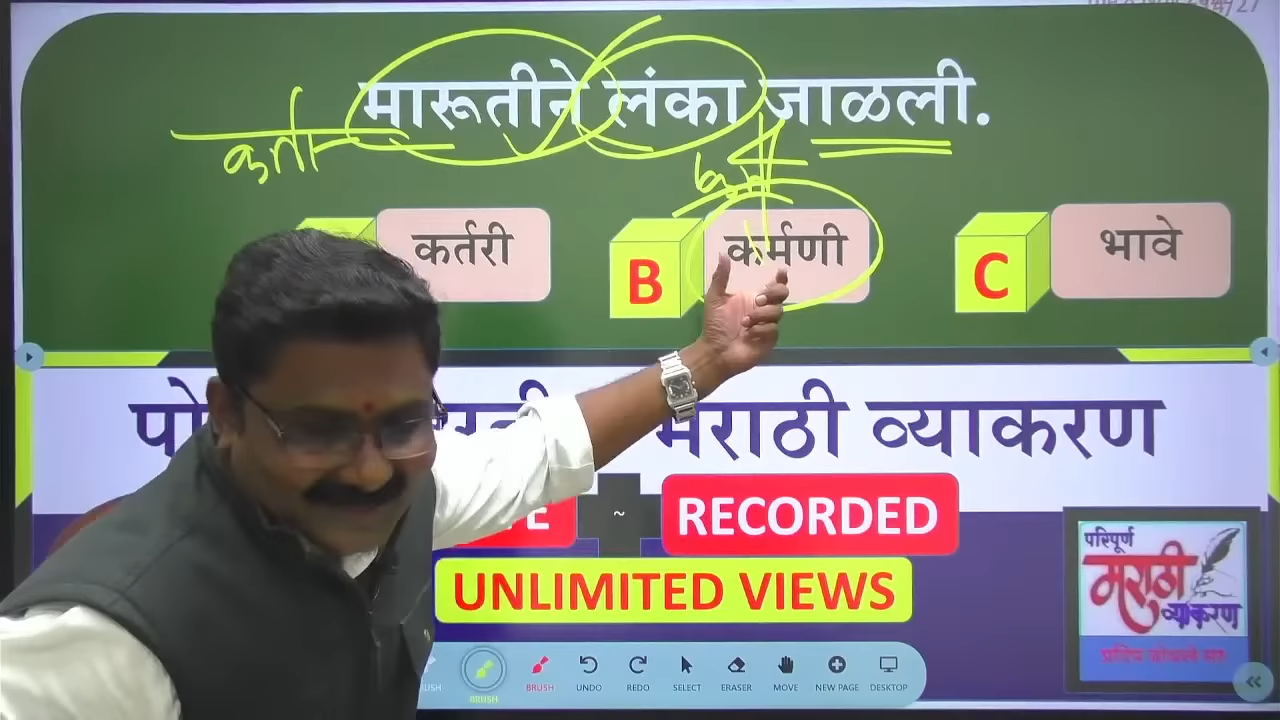 मारूतीने लंका जाळली.
कर्ता
कर्म
कर्तरी
B कर्मणी
C भावे
मराठी व्याकरण
RECORDED
UNLIMITED VIEWS
परिपूर्ण
मराठी
व्याकरण
BRUSH BRUSH UNDO REDO SELECT ERASER MOVE NEW PAGE DESKTOP